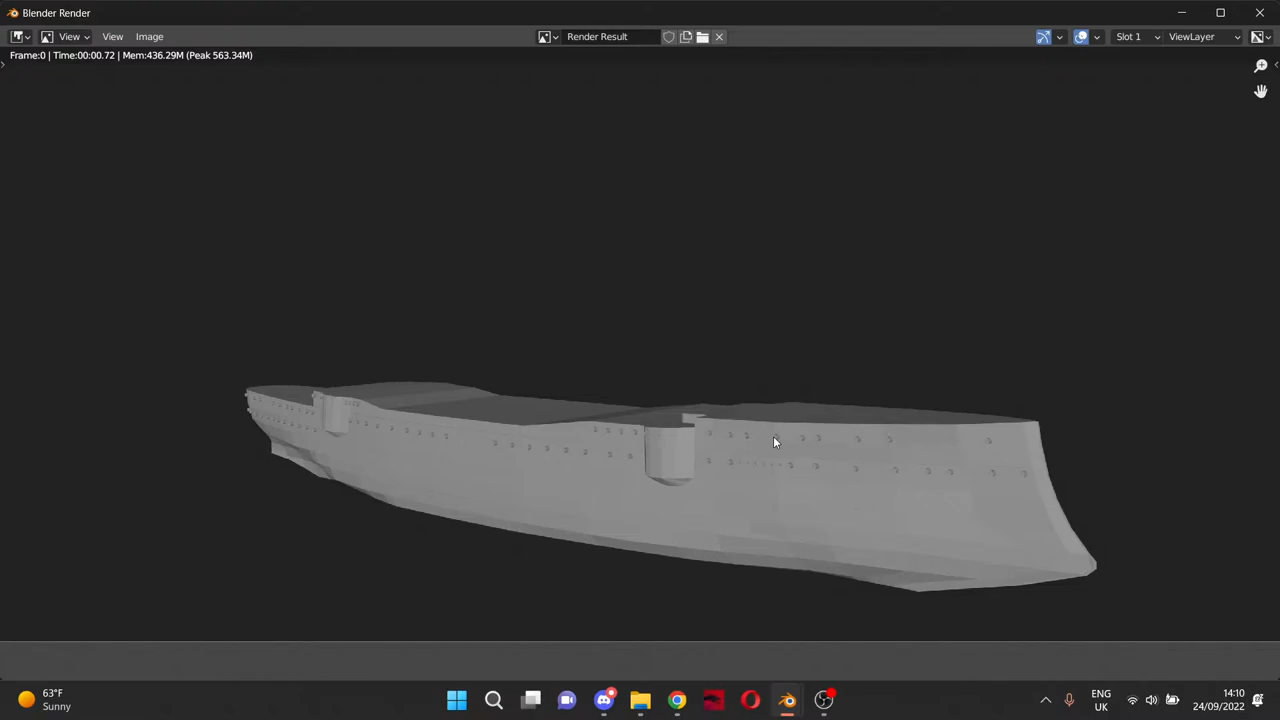 Blender Render
View View Image Render Result Slot 1 ViewLayer
Frame:0 | Time:00:00.72 | Mem:436.29M (Peak 563.34M)
63°F
Sunny
ENG
UK
14:10
24/09/2022